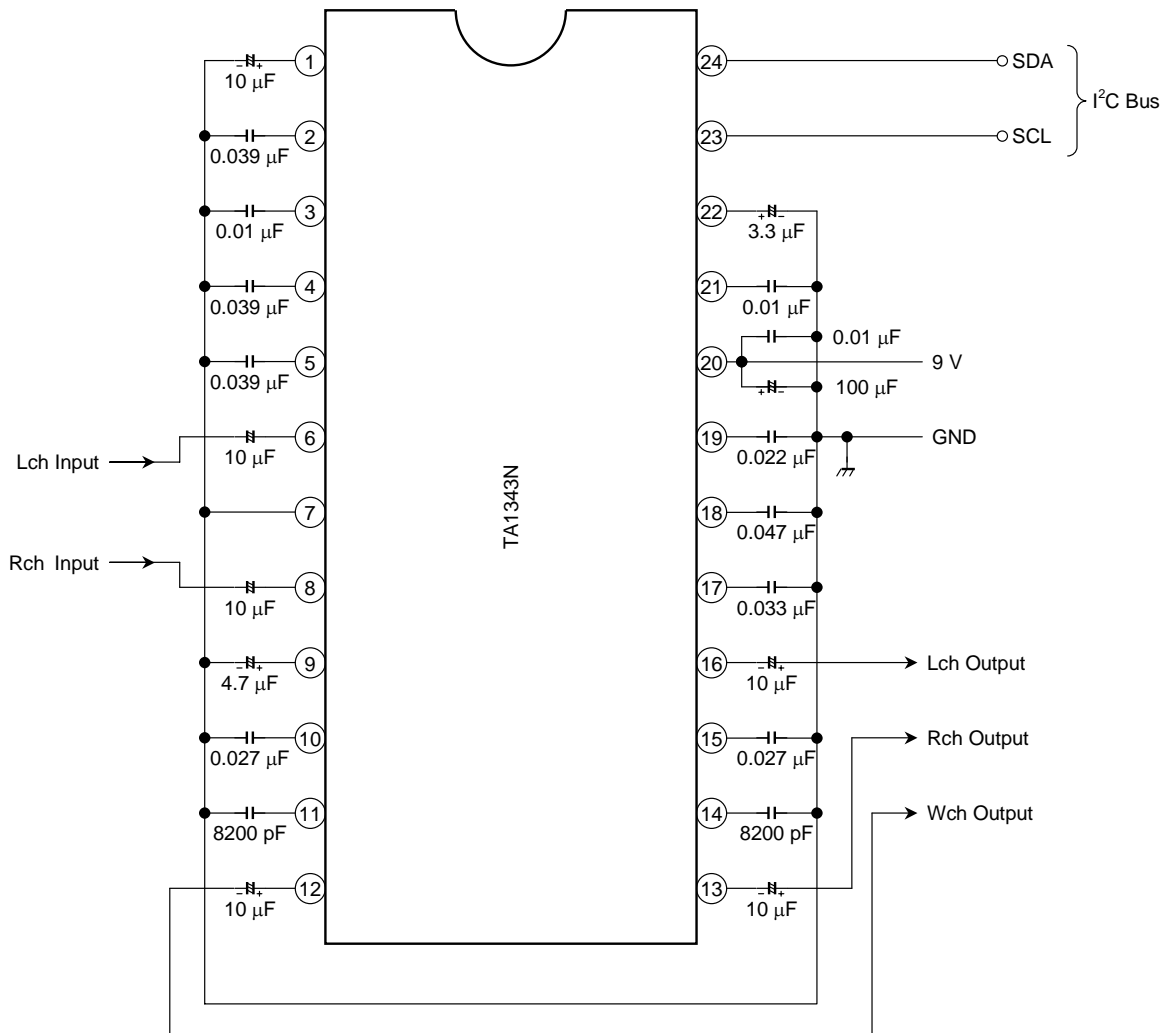 1
10 µF
2
0.039 µF
3
0.01 µF
4
0.039 µF
5
0.039 µF
Lch Input
6
10 µF
7
Rch Input
8
10 µF
9
4.7 µF
10
0.027 µF
11
8200 pF
12
10 µF
TA1343N
24
SDA
I²C Bus
23
SCL
22
3.3 µF
21
0.01 µF
0.01 µF
20
9 V
100 µF
19
GND
0.022 µF
18
0.047 µF
17
0.033 µF
16
Lch Output
10 µF
15
Rch Output
0.027 µF
14
Wch Output
8200 pF
13
10 µF